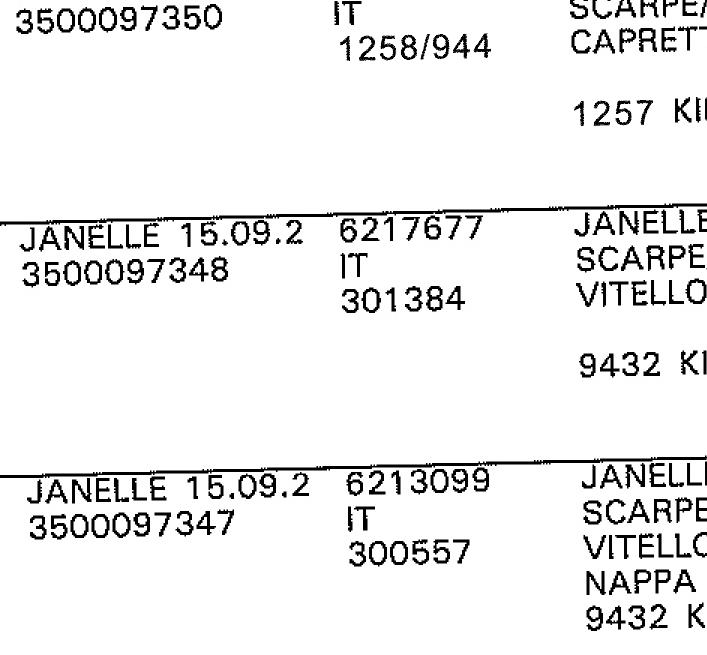 3500097350 IT SCARPE/
1258/944 CAPRETT
1257 KI
JANELLE 15.09.2 6217677 JANELLE
3500097348 IT SCARPE
301384 VITELLO
9432 KI
JANELLE 15.09.2 6213099 JANELL
3500097347 IT SCARPE
300557 VITELLO
NAPPA
9432 K